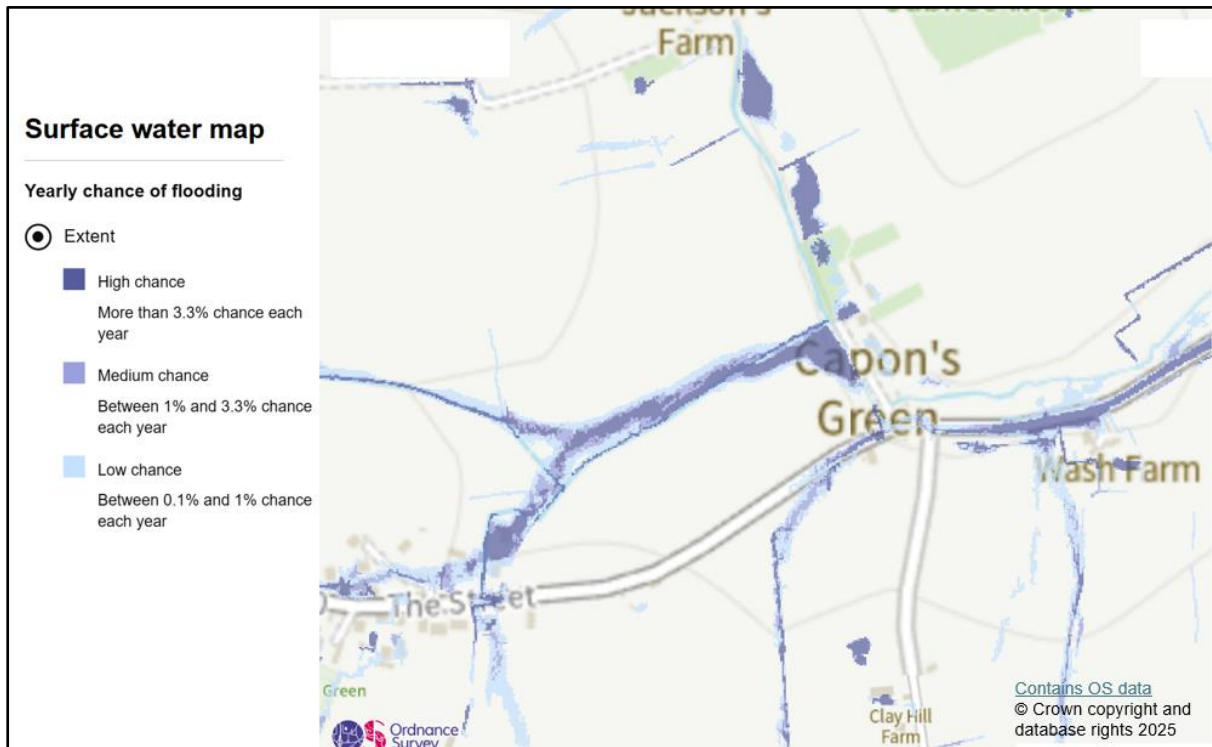 Surface water map
Yearly chance of flooding
Extent
High chance
More than 3.3% chance each
year
Medium chance
Between 1% and 3.3% chance
each year
Low chance
Between 0.1% and 1% chance
each year
Farm
Capon's
Green
Wash Farm
The Street
Green
Ordnance
Survey
Clay Hill
Farm
Contains OS data
© Crown copyright and
database rights 2025